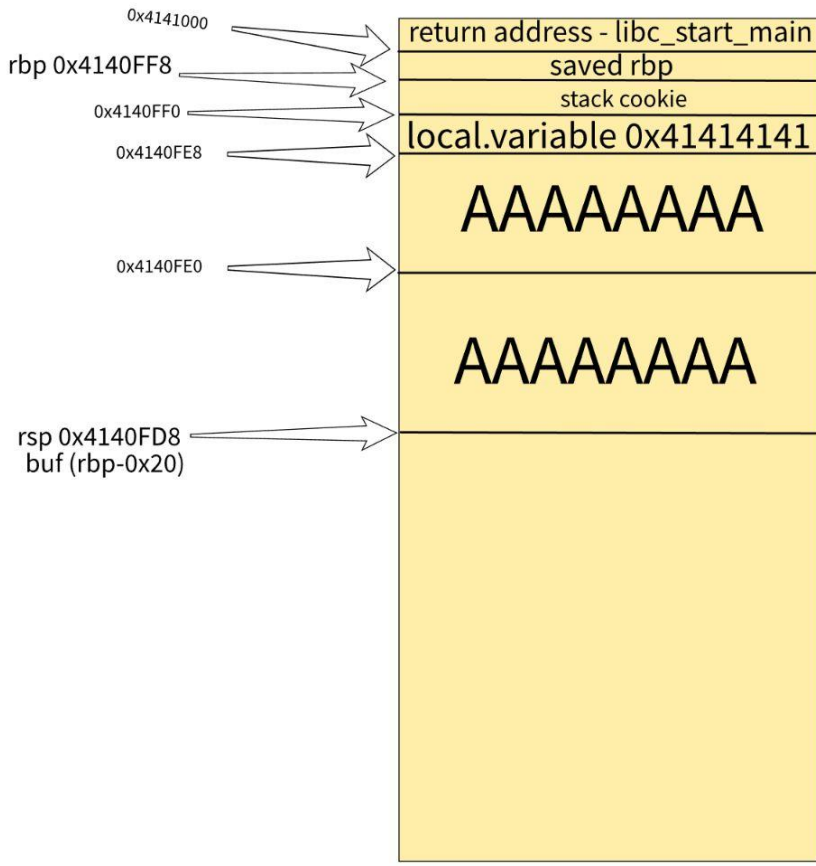 0x4141000
return address - libc_start_main
rbp 0x4140FF8
saved rbp
stack cookie
0x4140FF0
local.variable 0x41414141
0x4140FE8
AAAAAAAA
0x4140FE0
AAAAAAAA
rsp 0x4140FD8
buf (rbp-0x20)